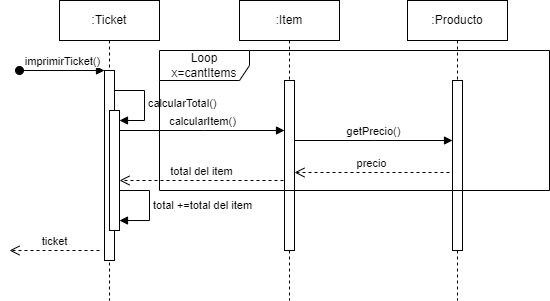 :Ticket
:Item
:Producto
imprimirTicket()
Loop
x=cantItems
calcularTotal()
calcularItem()
getPrecio()
precio
total del item
total +=total del item
ticket